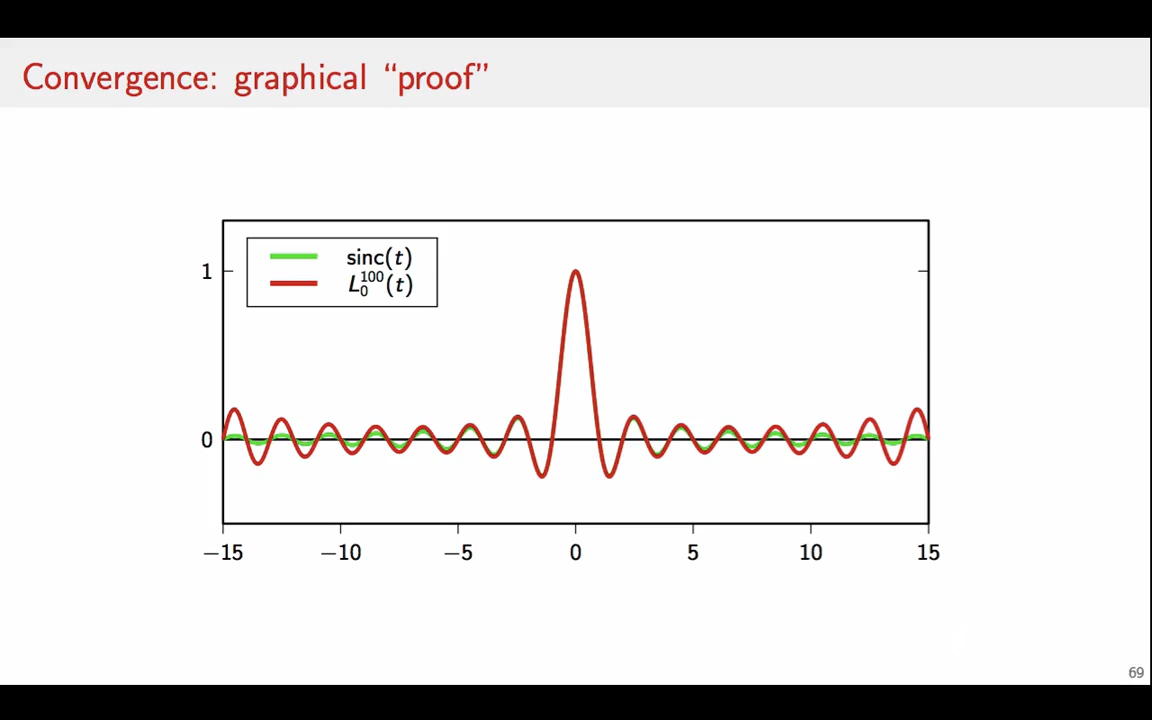 Convergence: graphical “proof”
sinc(t)
L₀¹⁰⁰(t)
1
0
−15 −10 −5 0 5 10 15
69